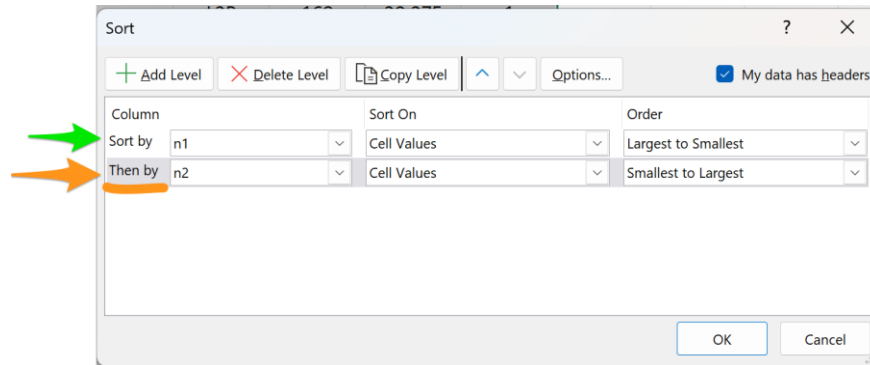 Sort ?
Add Level Delete Level Copy Level Options... My data has headers
Column Sort On Order
Sort by n1 Cell Values Largest to Smallest
Then by n2 Cell Values Smallest to Largest
OK Cancel